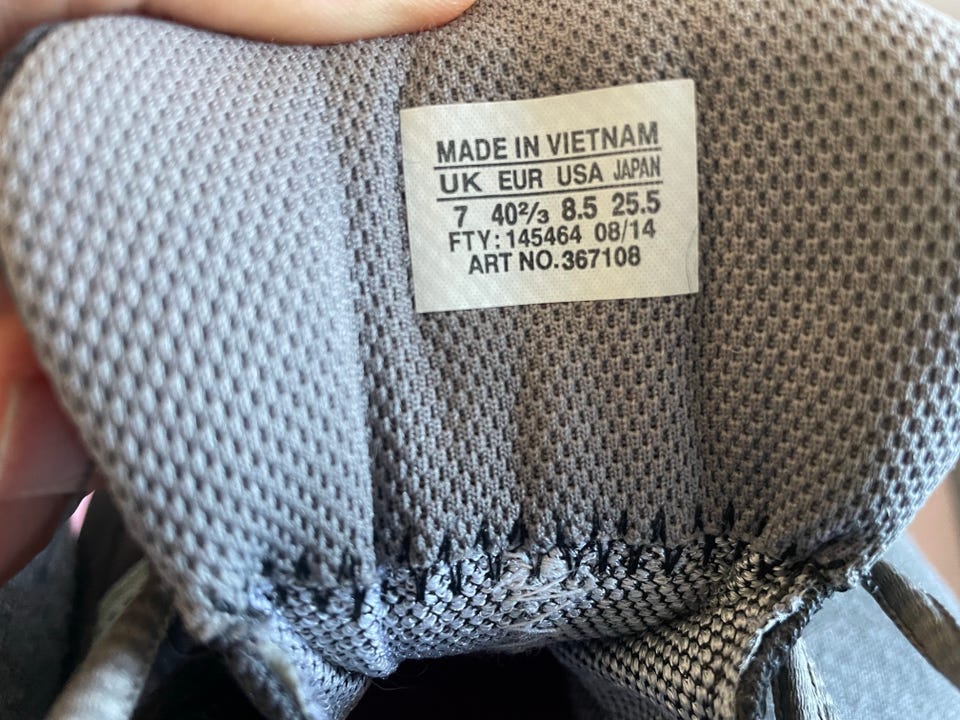 MADE IN VIETNAM
UK EUR USA JAPAN
7 40⅔ 8.5 25.5
FTY: 145464 08/14
ART NO. 367108